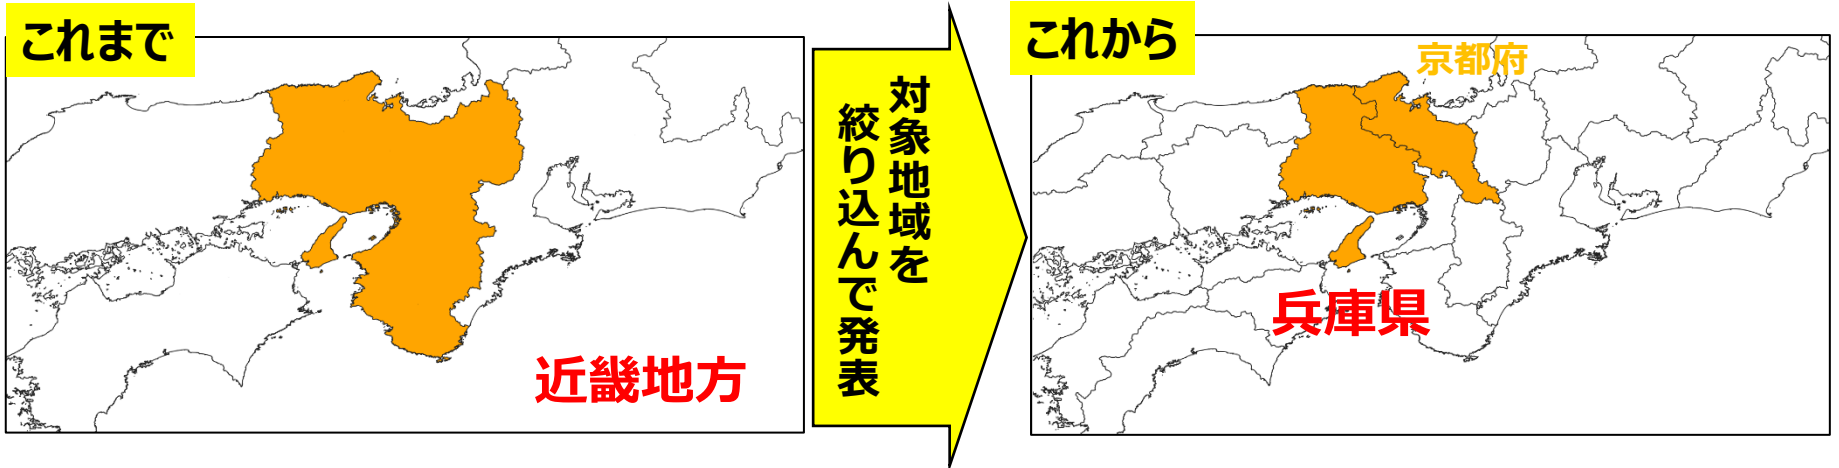 これまで
近畿地方
対象地域を
絞り込んで発表
これから
京都府
兵庫県